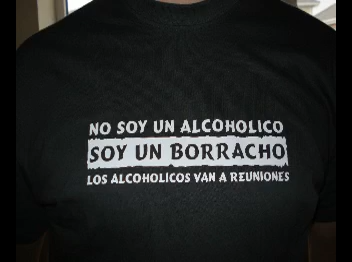 NO SOY UN ALCOHOLICO
SOY UN BORRACHO
LOS ALCOHOLICOS VAN A REUNIONES